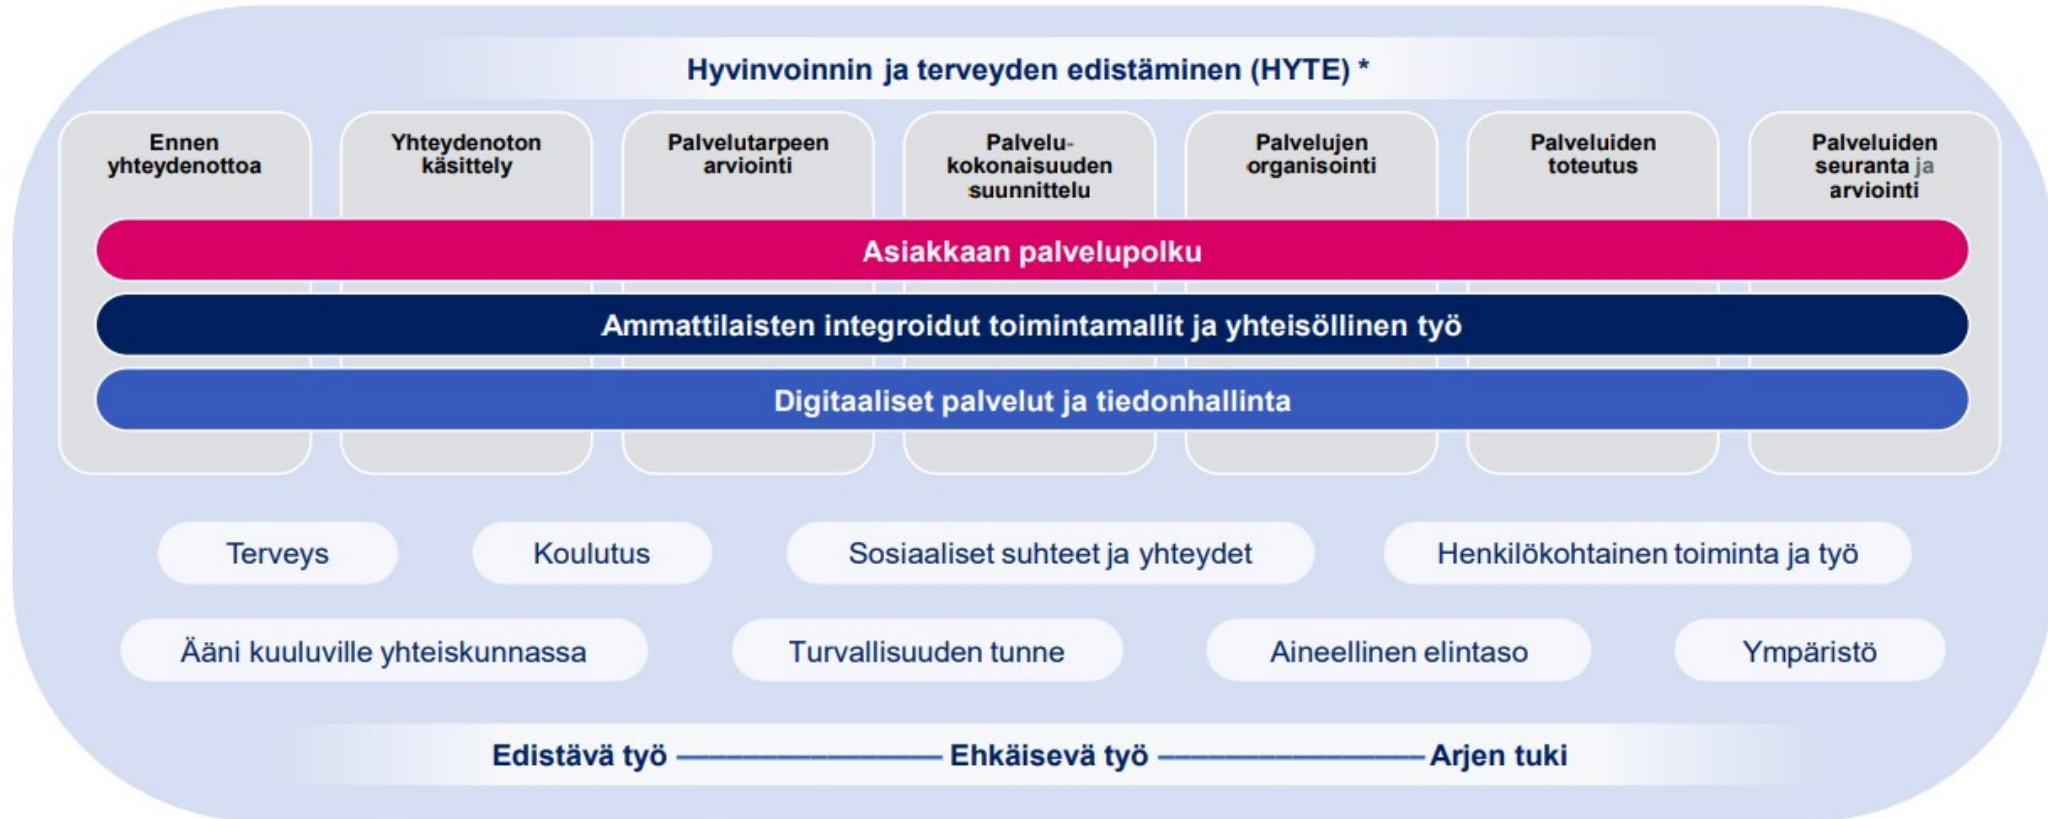 Hyvinvoinnin ja terveyden edistäminen (HYTE) *
Ennen
yhteydenottoa
Yhteydenoton
käsittely
Palvelutarpeen
arviointi
Palvelu-
kokonaisuuden
suunnittelu
Palvelujen
organisointi
Palveluiden
toteutus
Palveluiden
seuranta ja
arviointi
Asiakkaan palvelupolku
Ammattilaisten integroidut toimintamallit ja yhteisöllinen työ
Digitaaliset palvelut ja tiedonhallinta
Terveys
Koulutus
Sosiaaliset suhteet ja yhteydet
Henkilökohtainen toiminta ja työ
Ääni kuuluville yhteiskunnassa
Turvallisuuden tunne
Aineellinen elintaso
Ympäristö
Edistävä työ Ehkäisevä työ Arjen tuki